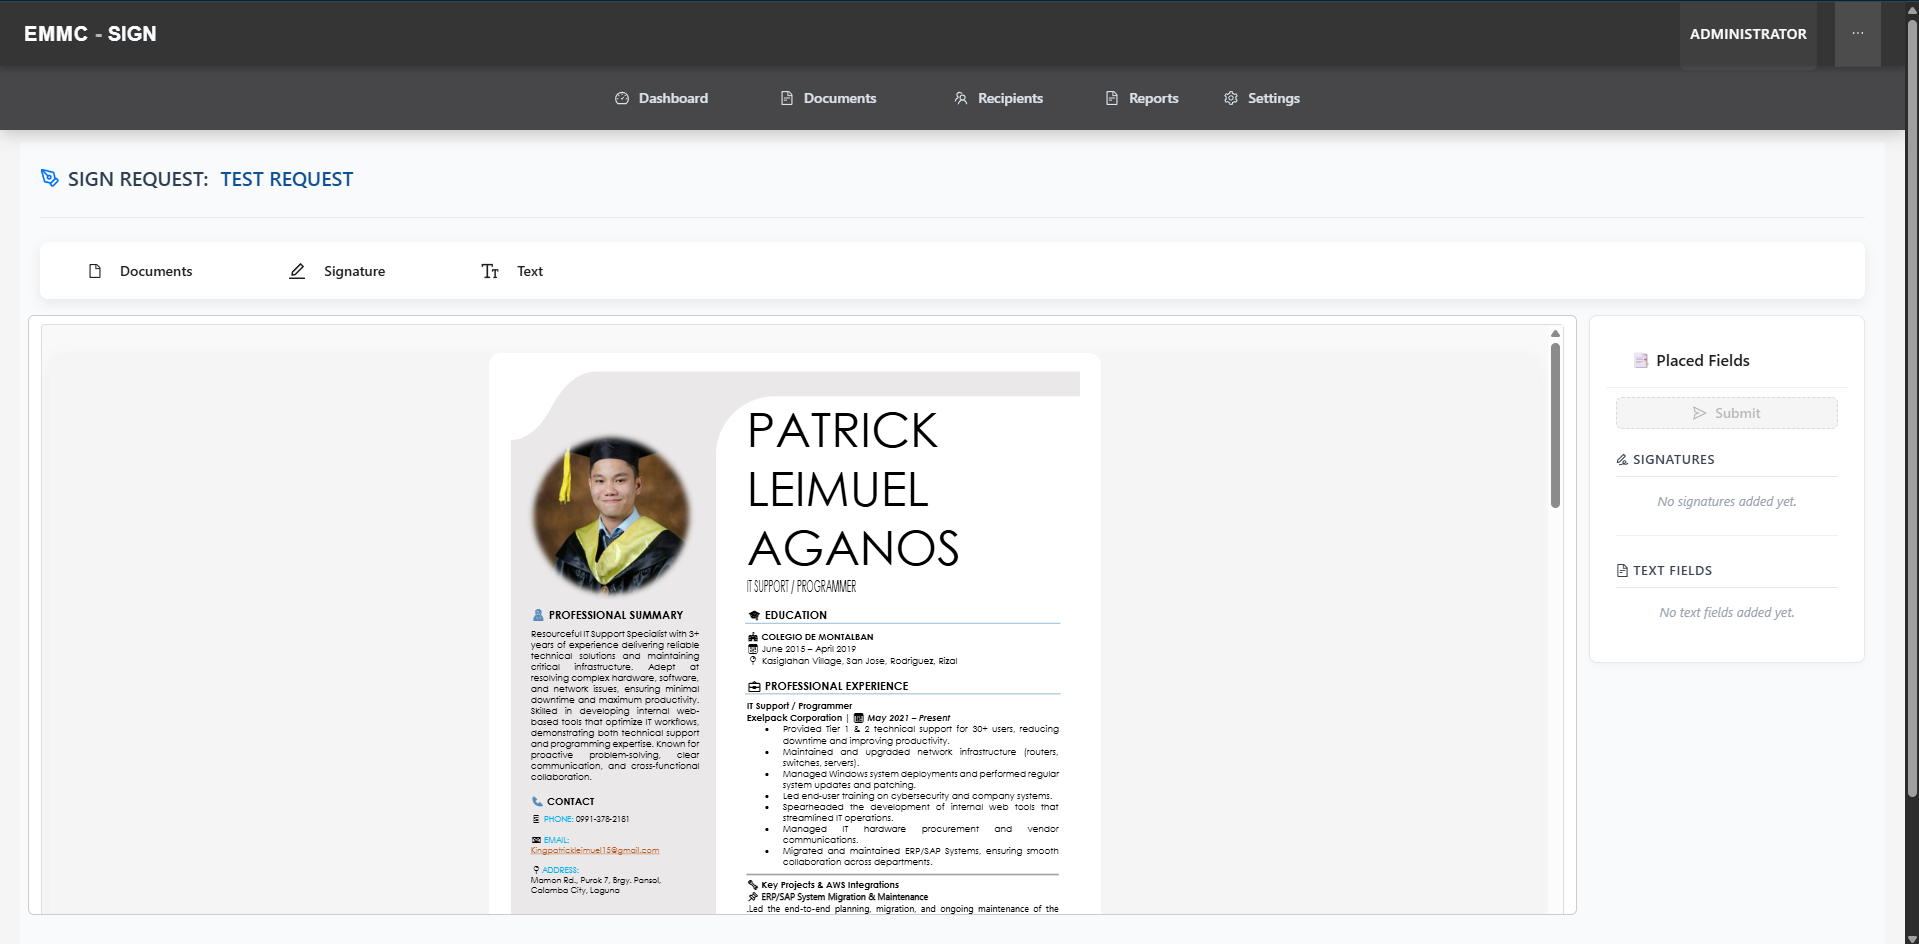 EMMC - SIGN
ADMINISTRATOR
...
Dashboard
Documents
Recipients
Reports
Settings
SIGN REQUEST: TEST REQUEST
Documents
Signature
Text
PATRICK
LEIMUEL
AGANOS
IT SUPPORT / PROGRAMMER
PROFESSIONAL SUMMARY
Resourceful IT Support Specialist with 3+
years of experience delivering reliable
technical solutions and maintaining
critical infrastructure. Adept at
resolving complex hardware, software,
and network issues, ensuring minimal
downtime and maximum productivity.
Skilled in developing internal web-
based tools that optimize IT workflows,
demonstrating both technical support
and programming expertise. Known for
proactive problem-solving, clear
communication, and cross-functional
collaboration.
CONTACT
PHONE: 0991-378-2181
EMAIL:
Kingpatrickleimuel15@gmail.com
ADDRESS:
Mamon Rd., Purok 7, Brgy. Pansol,
Calamba City, Laguna
EDUCATION
COLEGIO DE MONTALBAN
June 2015 – April 2019
Kasiglahan Village, San Jose, Rodriguez, Rizal
PROFESSIONAL EXPERIENCE
IT Support / Programmer
Exelpack Corporation | May 2021 – Present
• Provided Tier 1 & 2 technical support for 30+ users, reducing
downtime and improving productivity.
• Maintained and upgraded network infrastructure (routers,
switches, servers).
• Managed Windows system deployments and performed regular
system updates and patching.
• Led end-user training on cybersecurity and company systems.
• Spearheaded the development of internal web tools that
streamlined IT operations.
• Managed IT hardware procurement and vendor
communications.
• Migrated and maintained ERP/SAP Systems, ensuring smooth
collaboration across departments.
Key Projects & AWS Integrations
ERP/SAP System Migration & Maintenance
.Led the end-to-end planning, migration, and ongoing maintenance of the
Placed Fields
Submit
SIGNATURES
No signatures added yet.
TEXT FIELDS
No text fields added yet.